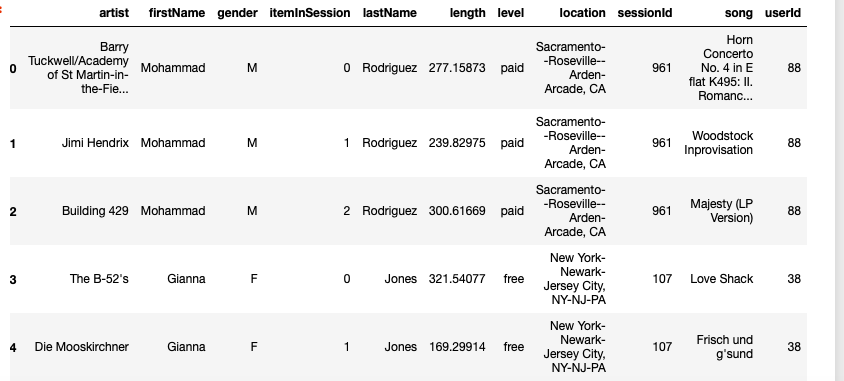 artist firstName gender itemInSession lastName length level location sessionId song userId
0 Barry Tuckwell/Academy of St Martin-in-the-Fie... Mohammad M 0 Rodriguez 277.15873 paid Sacramento--Roseville--Arden-Arcade, CA 961 Horn Concerto No. 4 in E flat K495: II. Romanc... 88
1 Jimi Hendrix Mohammad M 1 Rodriguez 239.82975 paid Sacramento--Roseville--Arden-Arcade, CA 961 Woodstock Inprovisation 88
2 Building 429 Mohammad M 2 Rodriguez 300.61669 paid Sacramento--Roseville--Arden-Arcade, CA 961 Majesty (LP Version) 88
3 The B-52's Gianna F 0 Jones 321.54077 free New York-Newark-Jersey City, NY-NJ-PA 107 Love Shack 38
4 Die Mooskirchner Gianna F 1 Jones 169.29914 free New York-Newark-Jersey City, NY-NJ-PA 107 Frisch und g'sund 38